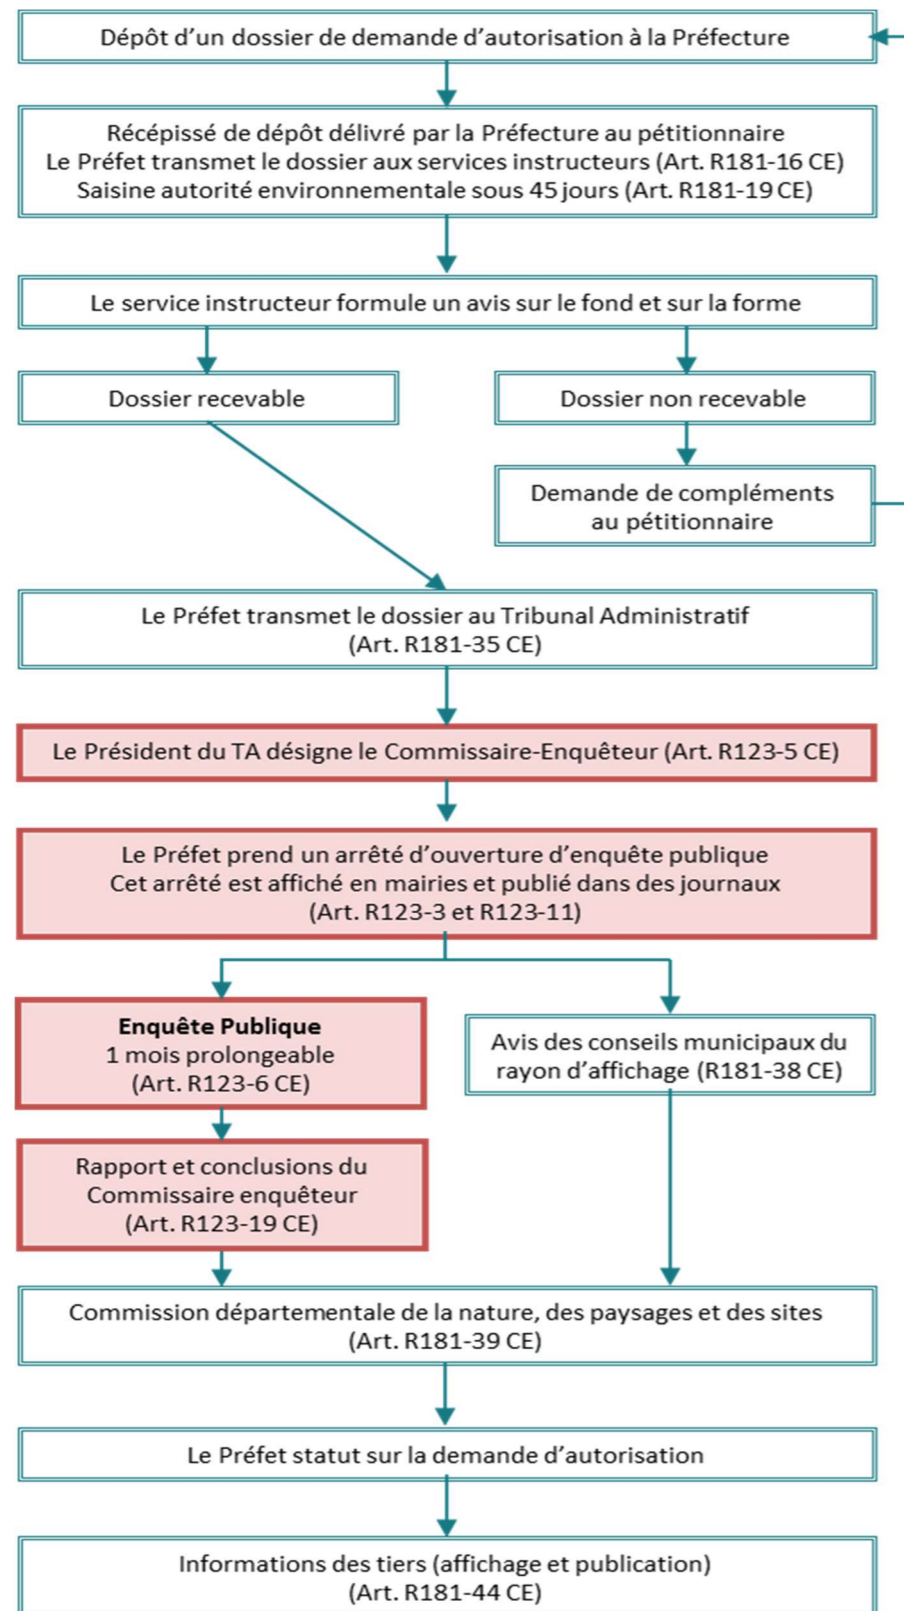 Dépôt d’un dossier de demande d’autorisation à la Préfecture
Récépissé de dépôt délivré par la Préfecture au pétitionnaire
Le Préfet transmet le dossier aux services instructeurs (Art. R181-16 CE)
Saisine autorité environnementale sous 45 jours (Art. R181-19 CE)
Le service instructeur formule un avis sur le fond et sur la forme
Dossier recevable
Dossier non recevable
Demande de compléments
au pétitionnaire
Le Préfet transmet le dossier au Tribunal Administratif
(Art. R181-35 CE)
Le Président du TA désigne le Commissaire-Enquêteur (Art. R123-5 CE)
Le Préfet prend un arrêté d’ouverture d’enquête publique
Cet arrêté est affiché en mairies et publié dans des journaux
(Art. R123-3 et R123-11)
Enquête Publique
1 mois prolongeable
(Art. R123-6 CE)
Avis des conseils municipaux du
rayon d’affichage (R181-38 CE)
Rapport et conclusions du
Commissaire enquêteur
(Art. R123-19 CE)
Commission départementale de la nature, des paysages et des sites
(Art. R181-39 CE)
Le Préfet statut sur la demande d’autorisation
Informations des tiers (affichage et publication)
(Art. R181-44 CE)